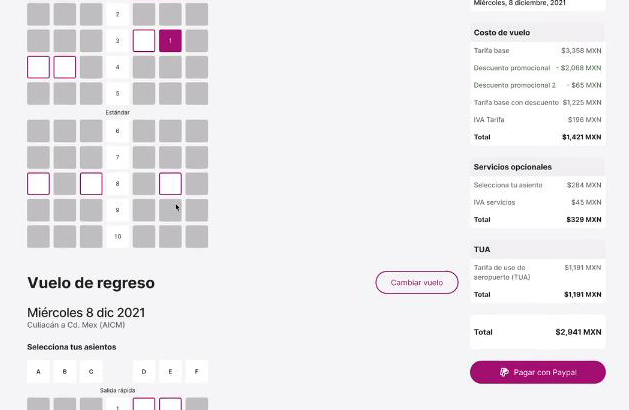 2
3
1
4
5
Estándar
6
7
8
9
10
Vuelo de regreso
Cambiar vuelo
Miércoles 8 dic 2021
Culiacán a Cd. Mex (AICM)
Selecciona tus asientos
A B C D E F
Salida rápida
1
Miércoles, 8 diciembre, 2021
Costo de vuelo
Tarifa base $3,358 MXN
Descuento promocional - $2,068 MXN
Descuento promocional 2 - $65 MXN
Tarifa base con descuento $1,225 MXN
IVA Tarifa $196 MXN
Total $1,421 MXN
Servicios opcionales
Selecciona tu asiento $284 MXN
IVA servicios $45 MXN
Total $329 MXN
TUA
Tarifa de uso de $1,191 MXN
aeropuerto (TUA)
Total $1,191 MXN
Total $2,941 MXN
Pagar con Paypal